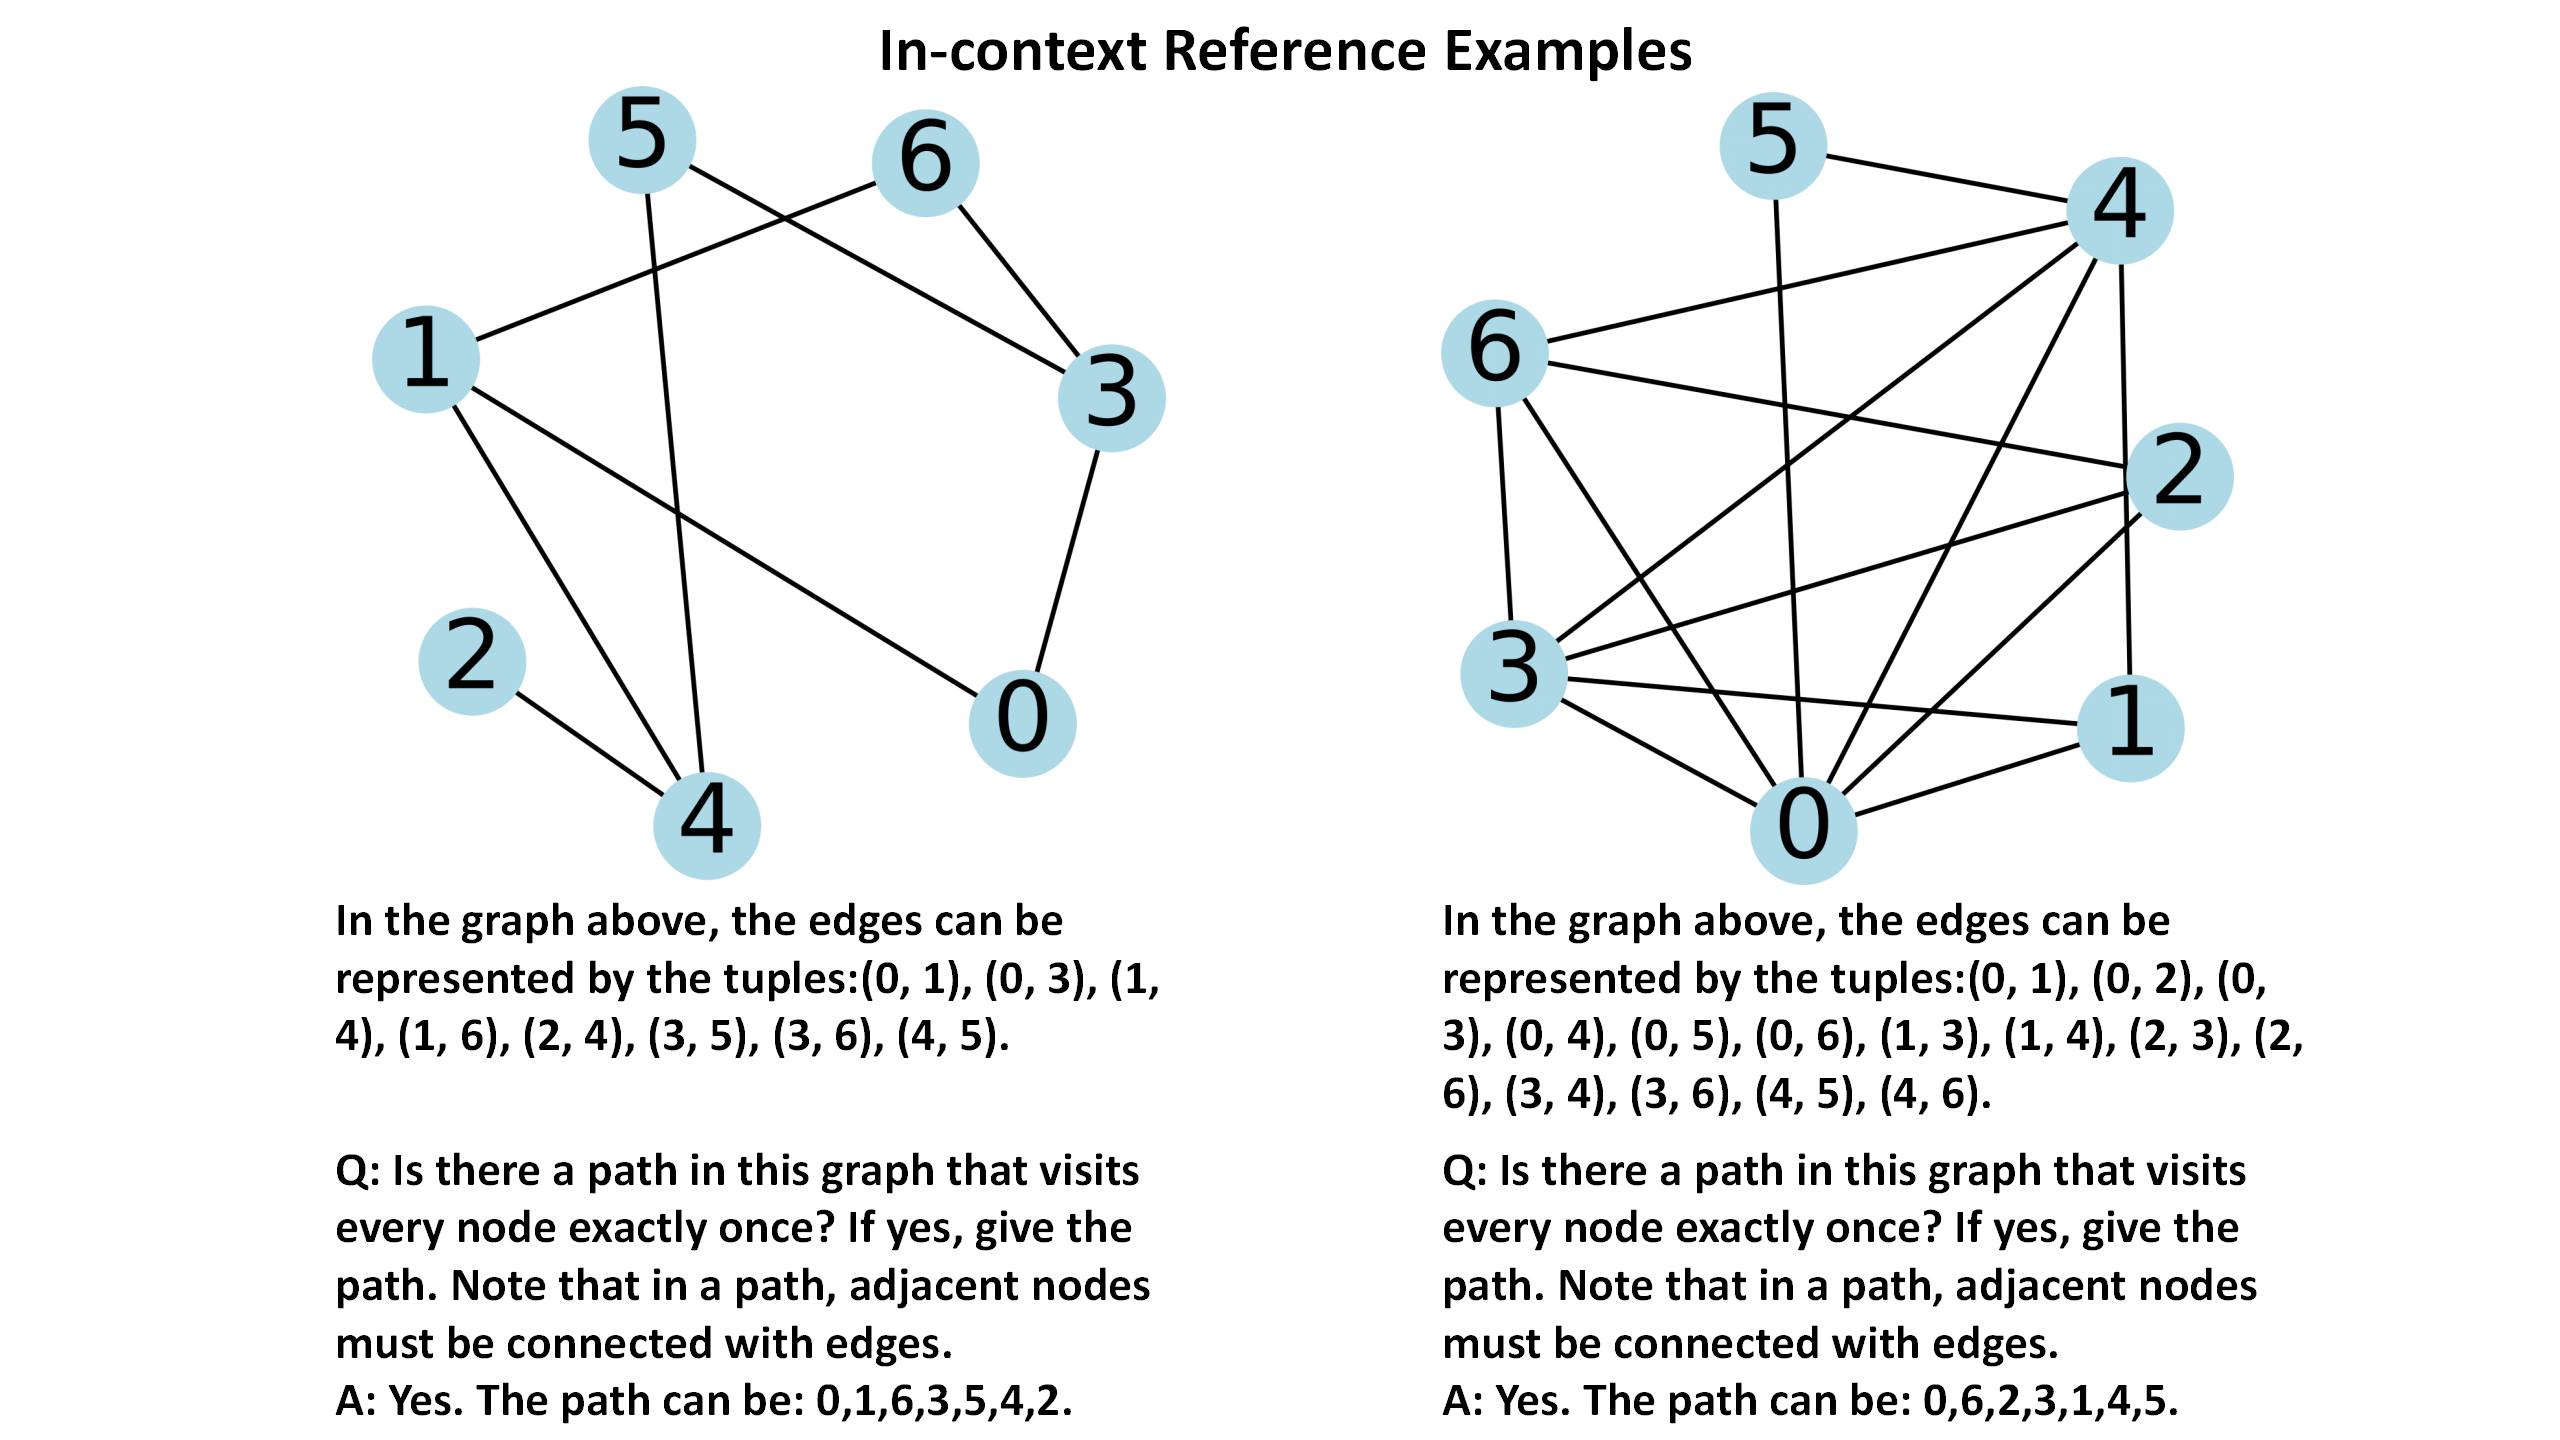 In-context Reference Examples
5
6
1
3
2
0
4
In the graph above, the edges can be
represented by the tuples:(0, 1), (0, 3), (1,
4), (1, 6), (2, 4), (3, 5), (3, 6), (4, 5).
Q: Is there a path in this graph that visits
every node exactly once? If yes, give the
path. Note that in a path, adjacent nodes
must be connected with edges.
A: Yes. The path can be: 0,1,6,3,5,4,2.
5
4
6
2
3
1
0
In the graph above, the edges can be
represented by the tuples:(0, 1), (0, 2), (0,
3), (0, 4), (0, 5), (0, 6), (1, 3), (1, 4), (2, 3), (2,
6), (3, 4), (3, 6), (4, 5), (4, 6).
Q: Is there a path in this graph that visits
every node exactly once? If yes, give the
path. Note that in a path, adjacent nodes
must be connected with edges.
A: Yes. The path can be: 0,6,2,3,1,4,5.